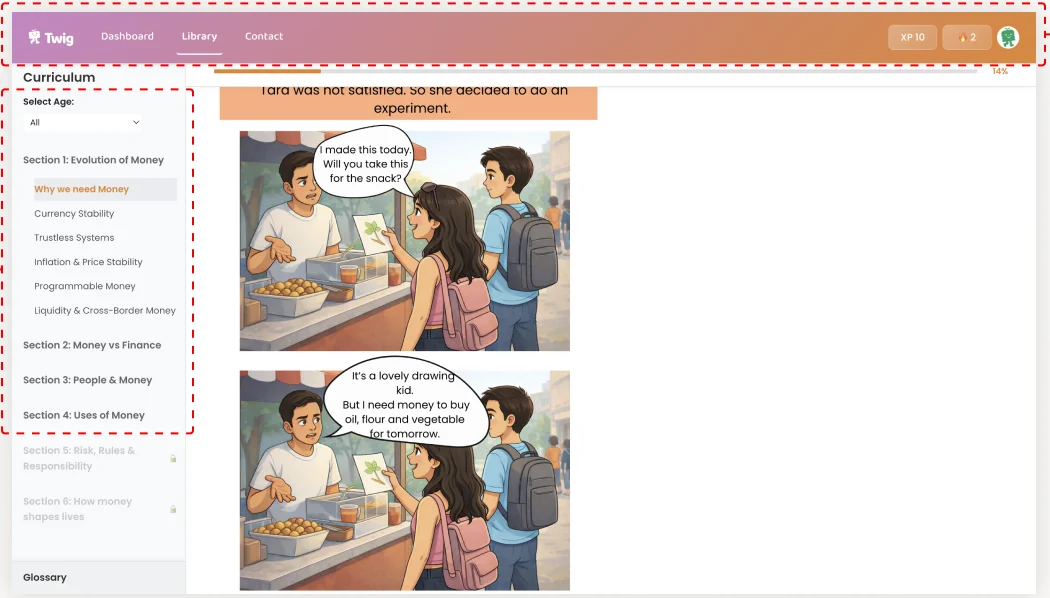 Twig
Dashboard
Library
Contact
XP 10
2
Curriculum
14%
Select Age:
All
Section 1: Evolution of Money
Why we need Money
Currency Stability
Trustless Systems
Inflation & Price Stability
Programmable Money
Liquidity & Cross-Border Money
Section 2: Money vs Finance
Section 3: People & Money
Section 4: Uses of Money
Section 5: Risk, Rules &
Responsibility
Section 6: How money
shapes lives
Glossary
Tara was not satisfied. So she decided to do an
experiment.
I made this today.
Will you take this
for the snack?
It's a lovely drawing
kid.
But I need money to buy
oil, flour and vegetable
for tomorrow.